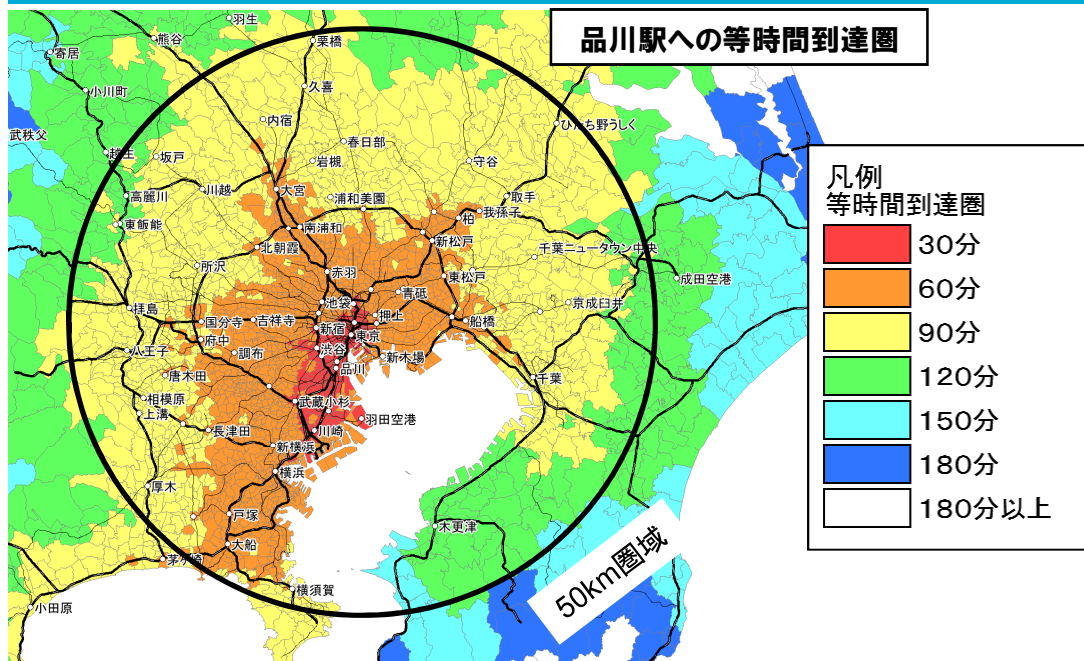 品川駅への等時間到達圏
羽生
熊谷
栗橋
寄居
久喜
小川町
内宿
ひたち野うしく
武秩父
春日部
越生
坂戸
岩槻
守谷
高麗川
川越
大宮
浦和美園
取手
我孫子
柏
東飯能
南浦和
新松戸
北朝霞
千葉ニュータウン中央
所沢
赤羽
東松戸
成田空港
青砥
拝島
池袋
京成臼井
国分寺
吉祥寺
新宿
押上
船橋
府中
東京
八王子
調布
渋谷
新木場
品川
唐木田
千葉
相模原
武蔵小杉
上溝
羽田空港
長津田
川崎
新横浜
横浜
厚木
戸塚
木更津
大船
茅ヶ崎
横須賀
小田原
50km圏域
凡例
等時間到達圏
30分
60分
90分
120分
150分
180分
180分以上